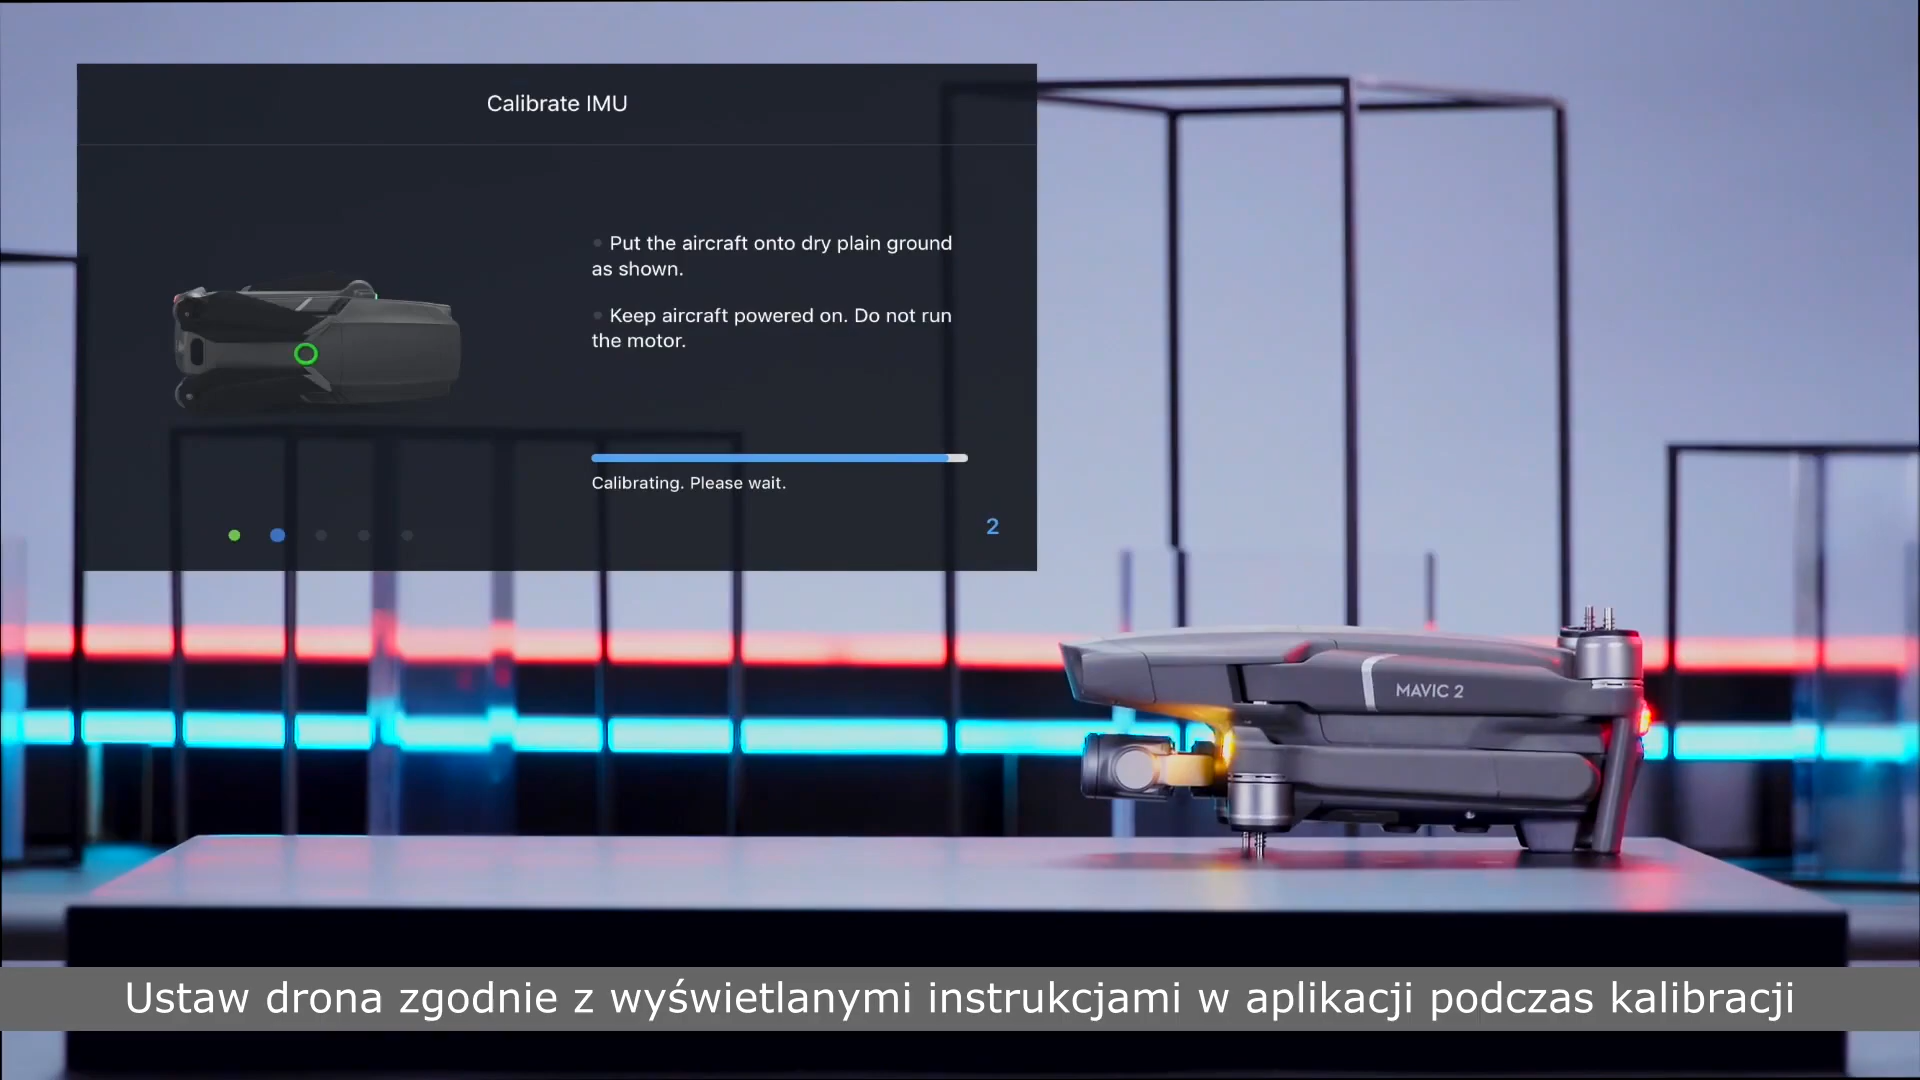 Calibrate IMU
Put the aircraft onto dry plain ground
as shown.
Keep aircraft powered on. Do not run
the motor.
Calibrating. Please wait.
2
MAVIC 2
Ustaw drona zgodnie z wyświetlanymi instrukcjami w aplikacji podczas kalibracji